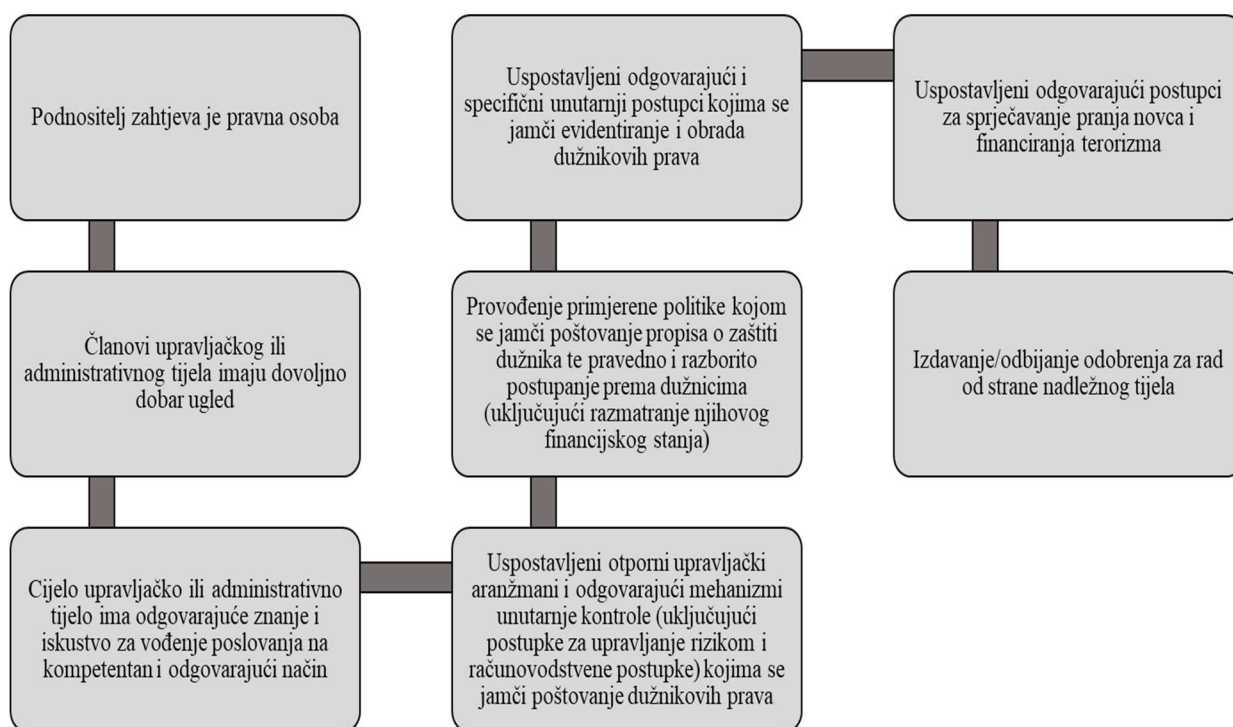 Podnositelj zahtjeva je pravna osoba
Članovi upravljačkog ili
administrativnog tijela imaju dovoljno
dobar ugled
Cijelo upravljačko ili administrativno
tijelo ima odgovarajuće znanje i
iskustvo za vođenje poslovanja na
kompetentan i odgovarajući način
Uspostavljeni otporni upravljački
aranžmani i odgovarajući mehanizmi
unutarnje kontrole (uključujući
postupke za upravljanje rizikom i
računovodstvene postupke) kojima se
jamči poštovanje dužnikovih prava
Provođenje primjerene politike kojom
se jamči poštovanje propisa o zaštiti
dužnika te pravedno i razborito
postupanje prema dužnicima
(uključujući razmatranje njihovog
financijskog stanja)
Uspostavljeni odgovarajući i
specifični unutarnji postupci kojima se
jamči evidentiranje i obrada
dužnikovih prava
Uspostavljeni odgovarajući postupci
za sprječavanje pranja novca i
financiranja terorizma
Izdavanje/odbijanje odobrenja za rad
od strane nadležnog tijela